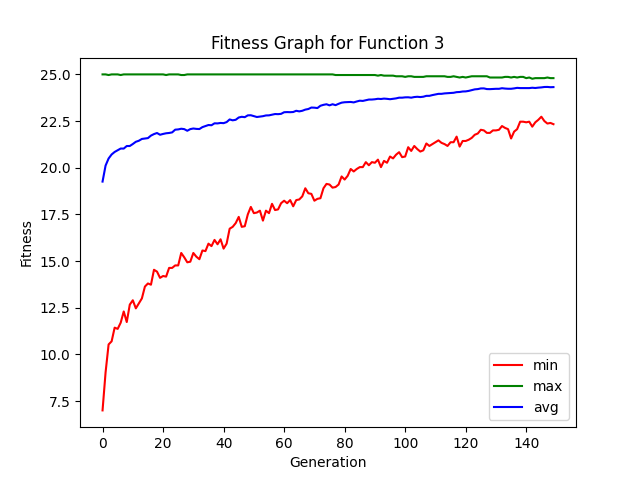 Fitness Graph for Function 3
Fitness
25.0
22.5
20.0
17.5
15.0
12.5
10.0
7.5
min
max
avg
0 20 40 60 80 100 120 140
Generation